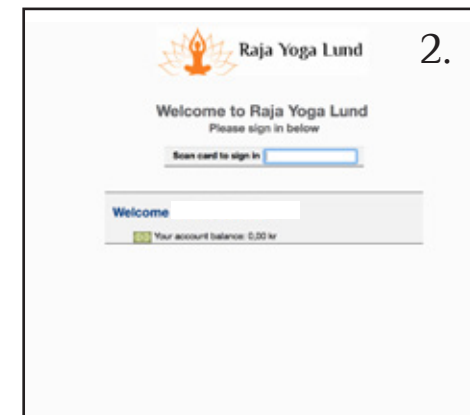 Raja Yoga Lund
2.
Welcome to Raja Yoga Lund
Please sign in below
Scan card to sign in
Welcome
Your account balance: 0,00 kr